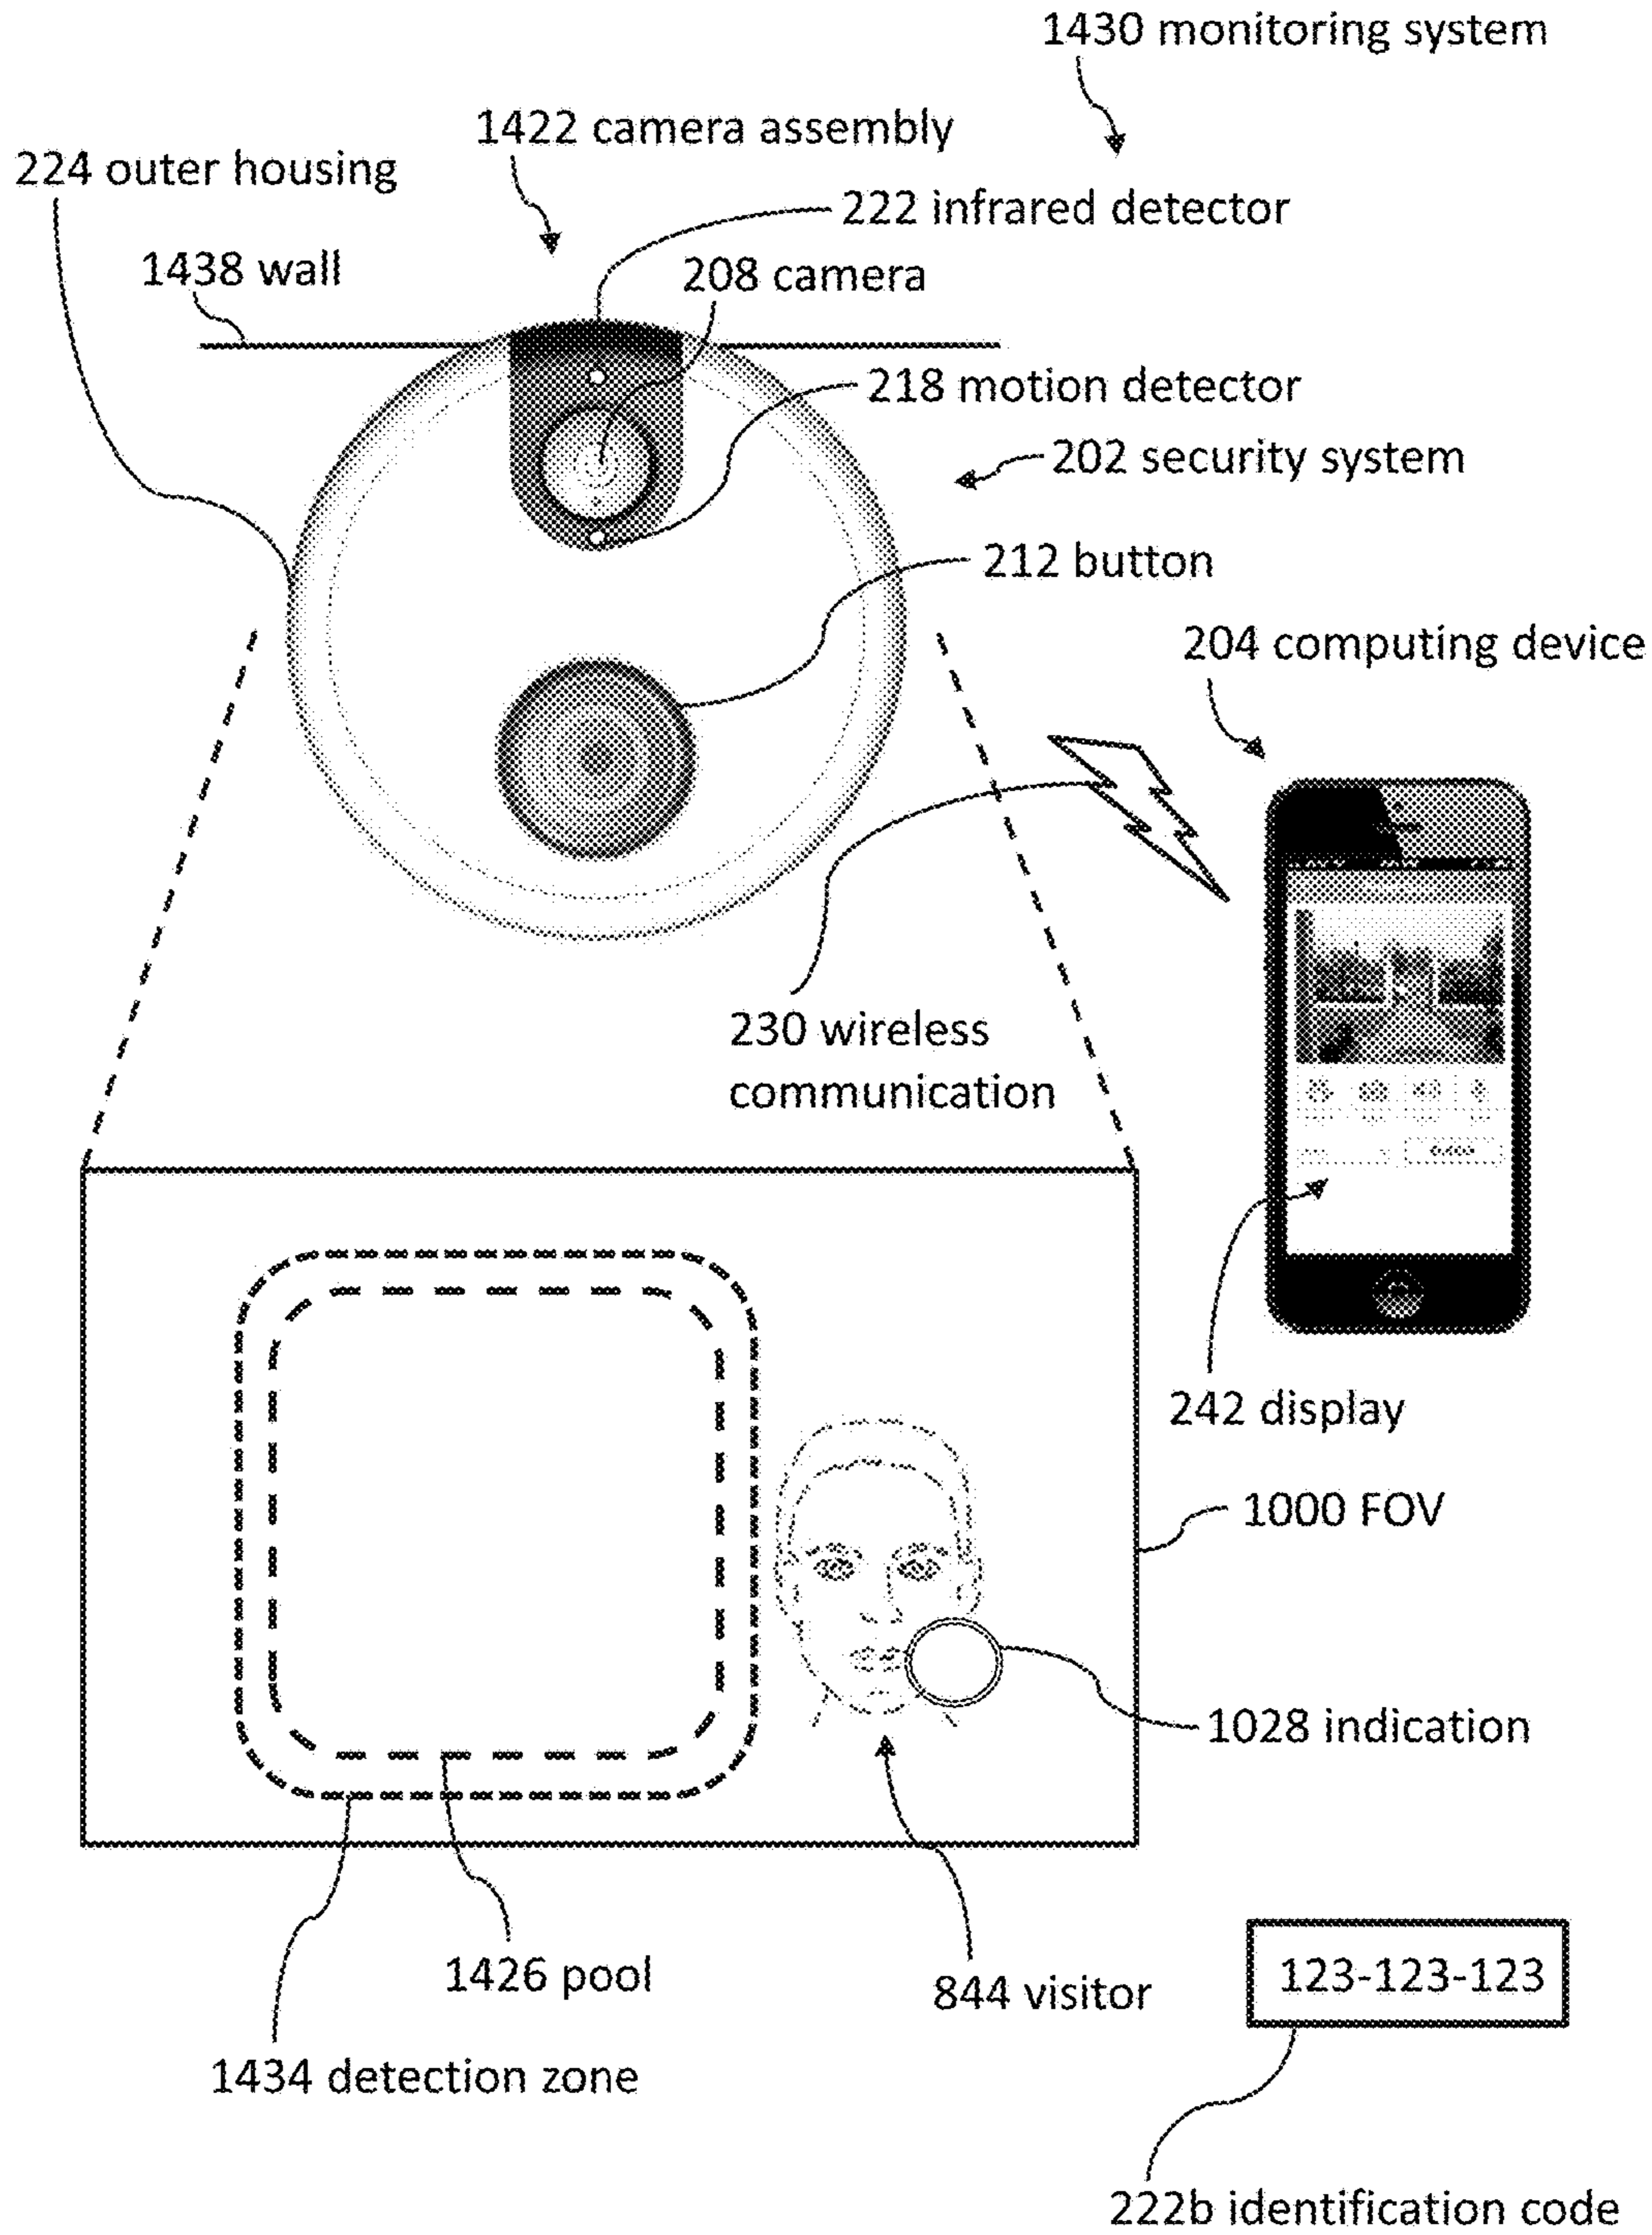 1430 monitoring system
1422 camera assembly
224 outer housing
222 infrared detector
1438 wall
208 camera
218 motion detector
202 security system
212 button
204 computing device
230 wireless
communication
242 display
1000 FOV
1028 indication
1426 pool
844 visitor
123-123-123
1434 detection zone
222b identification code